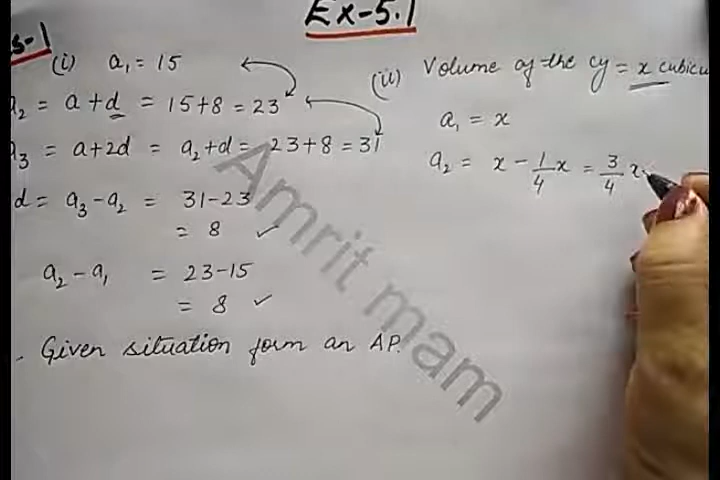 Ex-5.1
s-1
(i) a₁ = 15
a₂ = a + d = 15 + 8 = 23
a₃ = a + 2d = a₂ + d = 23 + 8 = 31
d = a₃ - a₂ = 31 - 23
= 8 ✓
a₂ - a₁ = 23 - 15
= 8 ✓
. Given situation form an AP.
(ii) Volume of the cy = x cubic
a₁ = x
a₂ = x - 1/4 x = 3/4 x
Amrit mam